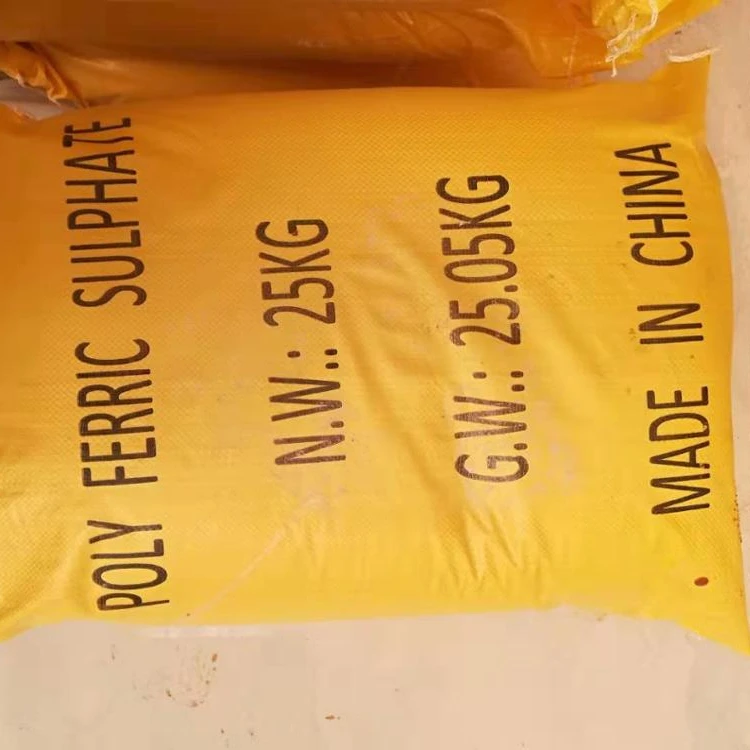 POLY FERRIC SULPHATE
N.W.: 25KG
G.W.: 25.05KG
MADE IN CHINA